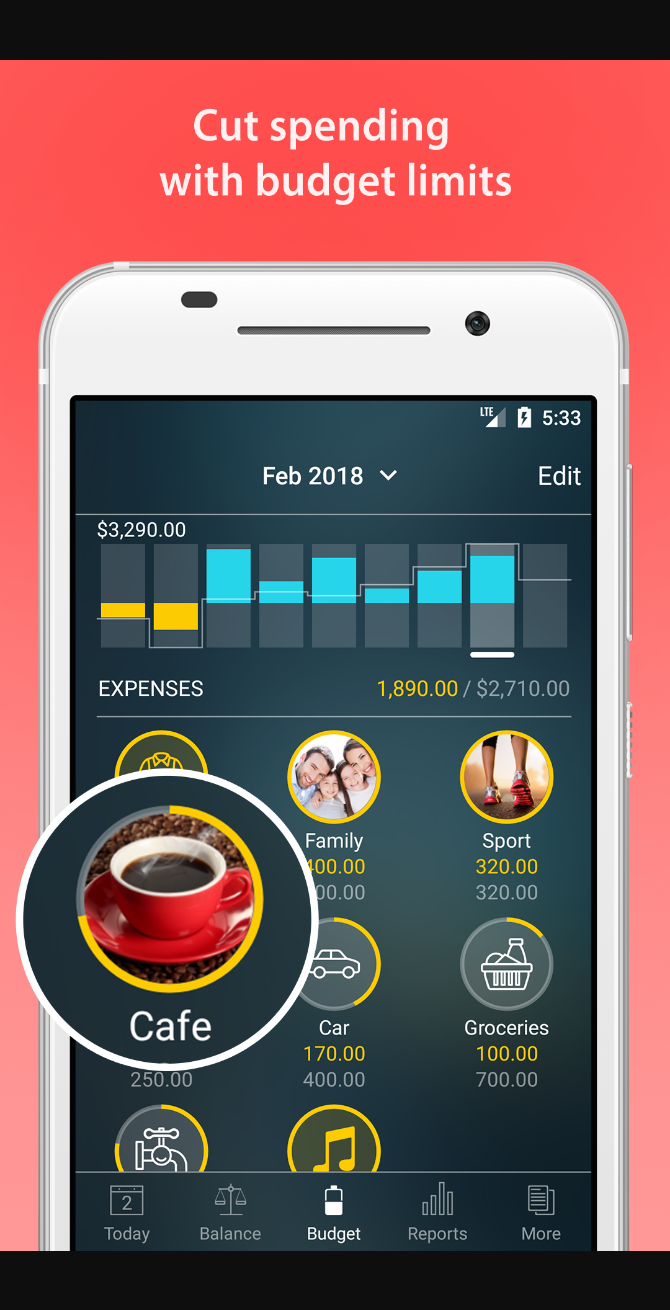 Cut spending
with budget limits
LTE 5:33
Feb 2018 Edit
$3,290.00
EXPENSES 1,890.00 / $2,710.00
Family Sport
400.00 320.00
00.00 320.00
Cafe
Car Groceries
170.00 100.00
250.00 400.00 700.00
2
Today Balance Budget Reports More